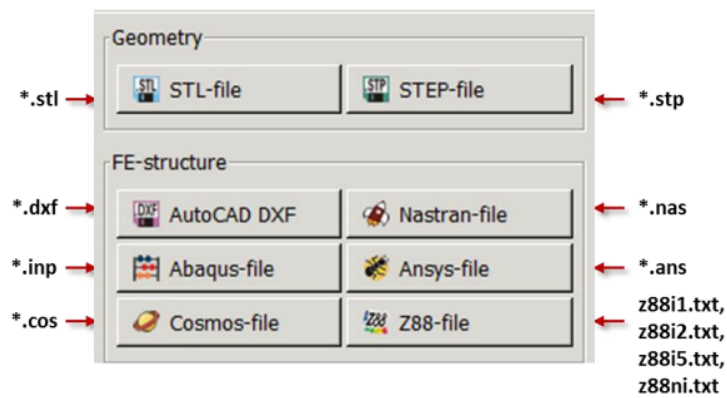 Geometry
*.stl STL-file STEP-file *.stp
FE-structure
*.dxf AutoCAD DXF Nastran-file *.nas
*.inp Abaqus-file Ansys-file *.ans
*.cos Cosmos-file Z88-file z88i1.txt,
z88i2.txt,
z88i5.txt,
z88ni.txt